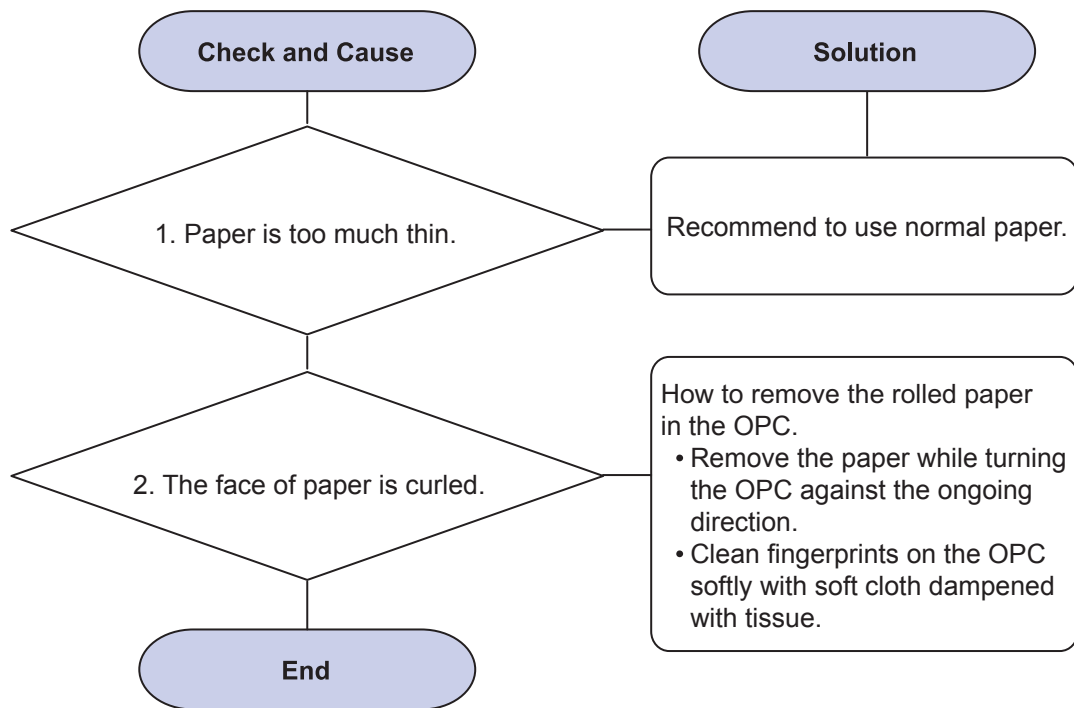 Check and Cause
Solution
1. Paper is too much thin.
Recommend to use normal paper.
2. The face of paper is curled.
How to remove the rolled paper
in the OPC.
• Remove the paper while turning
the OPC against the ongoing
direction.
• Clean fingerprints on the OPC
softly with soft cloth dampened
with tissue.
End